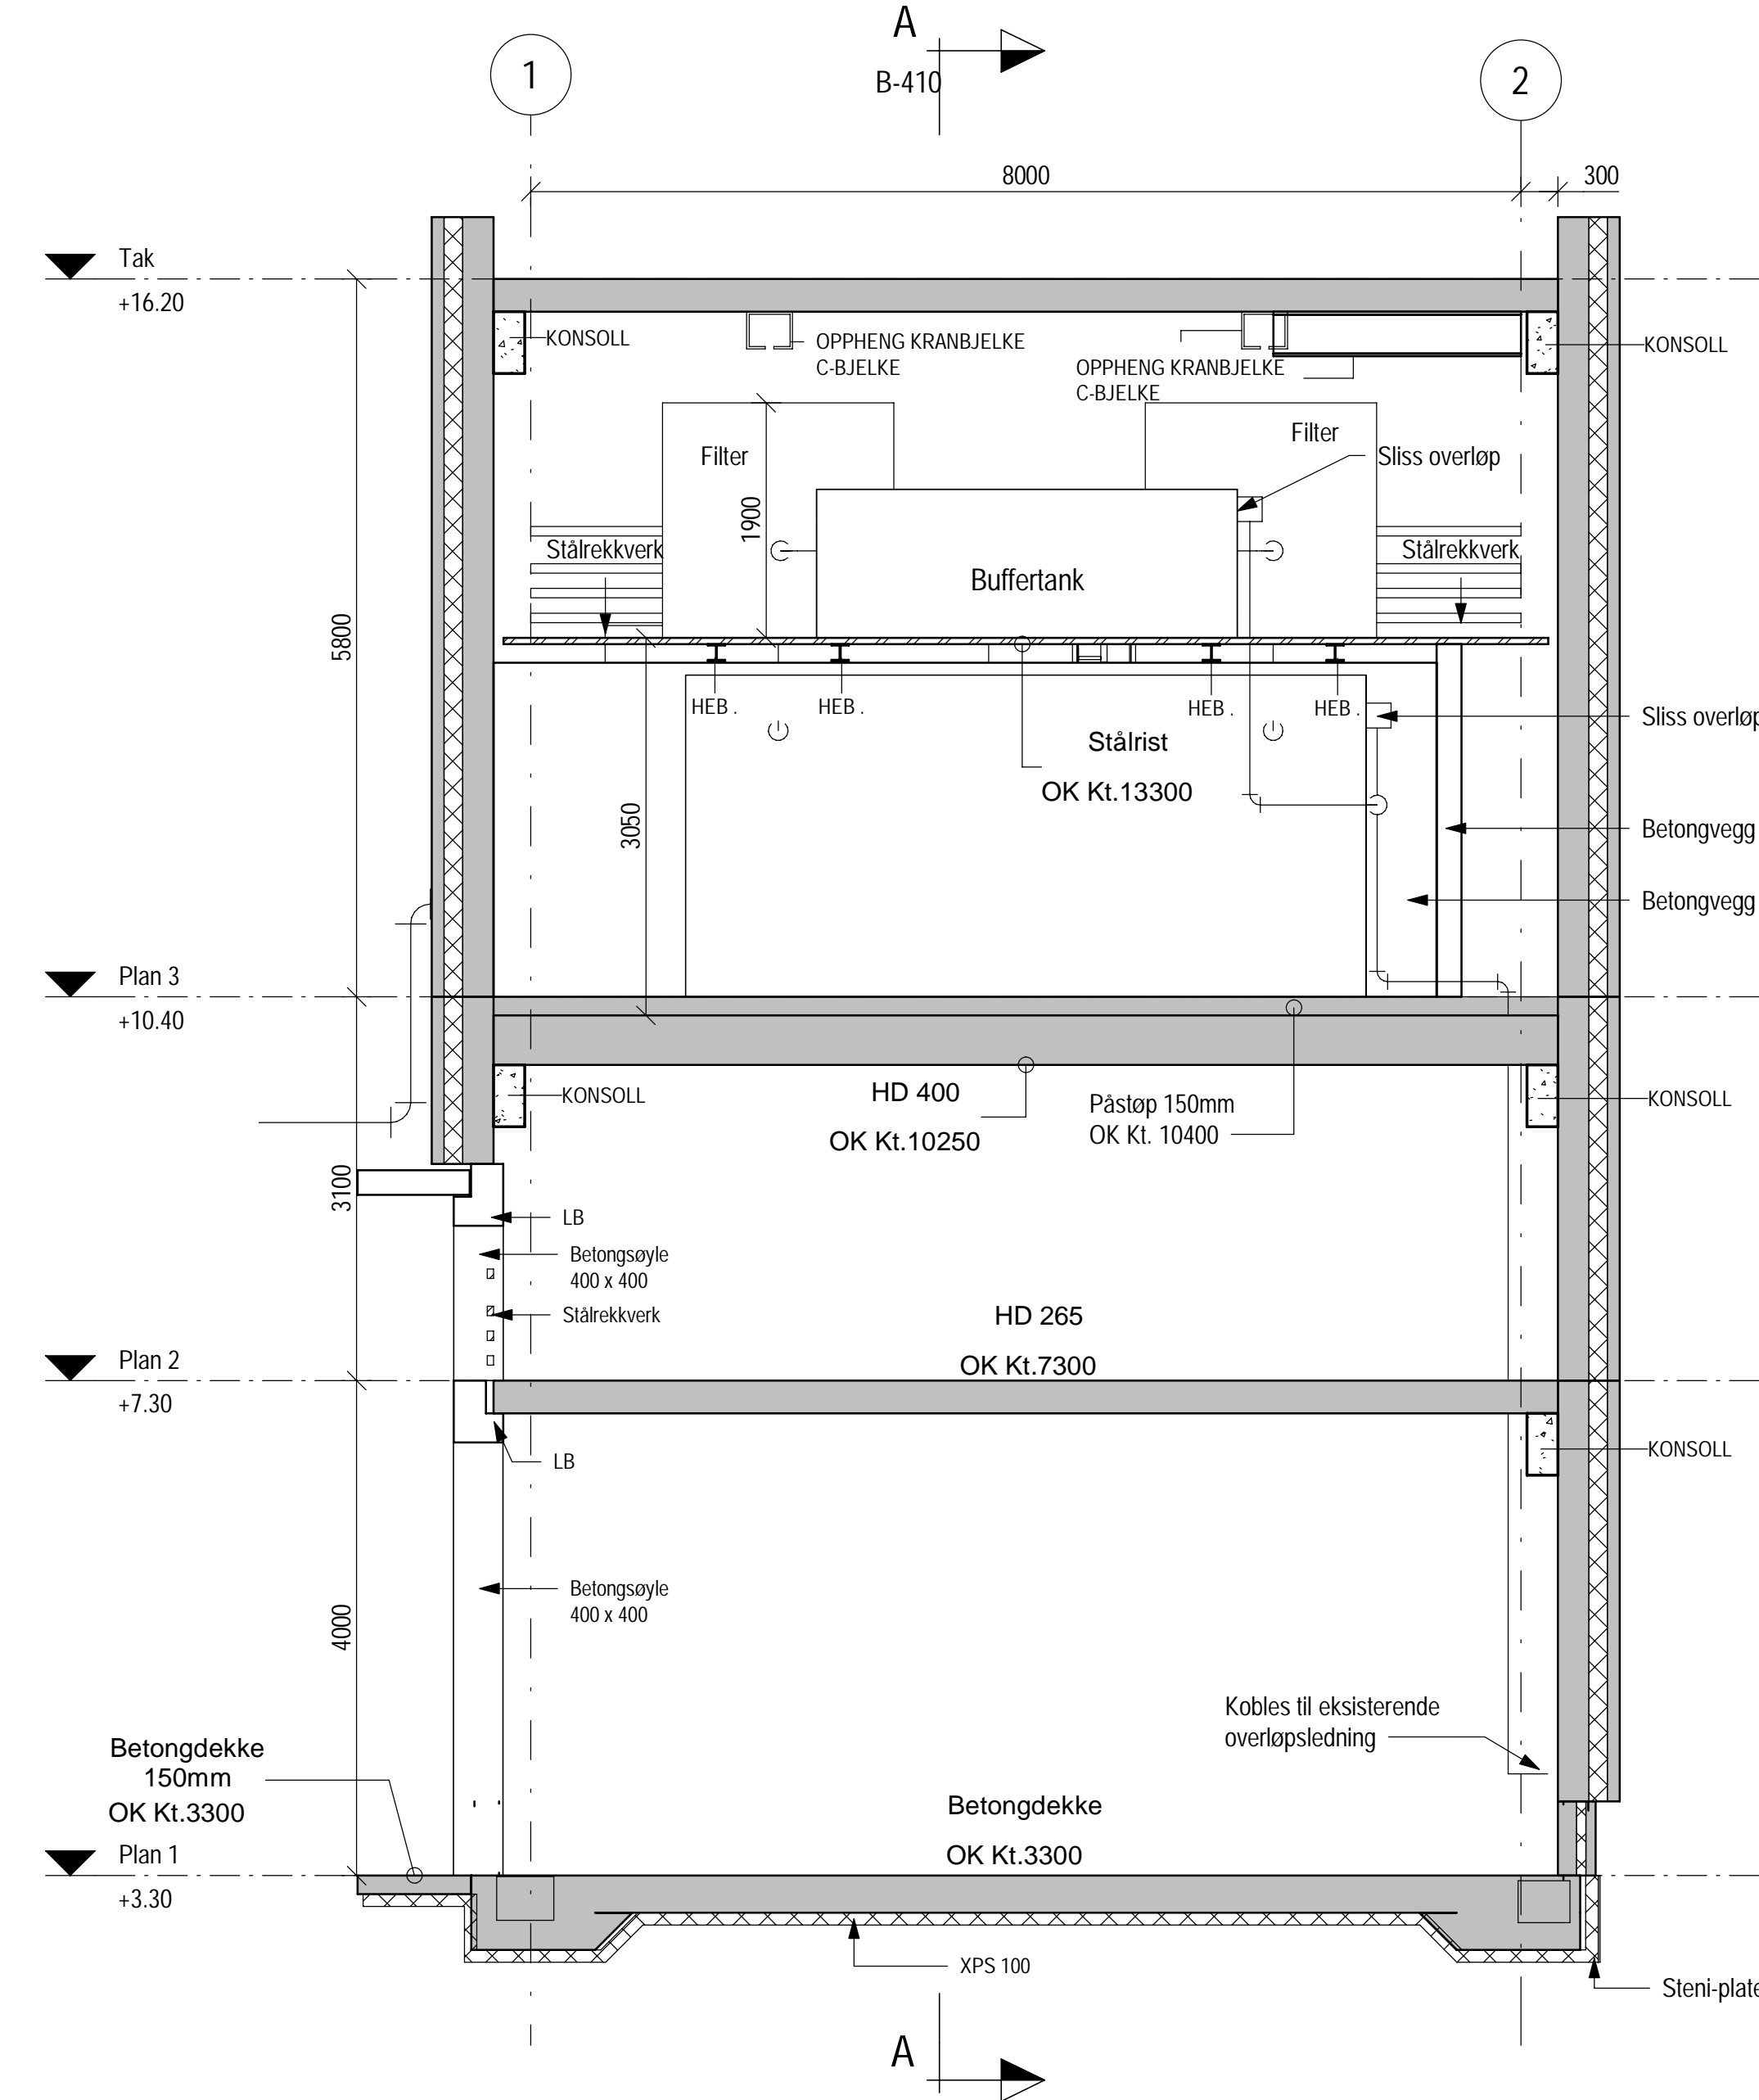 A
B-410
1
2
8000
300
Tak
+16.20
KONSOLL
OPPHENG KRANBJELKE
C-BJELKE
OPPHENG KRANBJELKE
C-BJELKE
KONSOLL
Filter
Filter
Sliss overløp
1900
Stålrekkverk
Stålrekkverk
Buffertank
5800
HEB .
HEB .
HEB .
HEB .
Sliss overløp
Stålrist
OK Kt.13300
3050
Betongvegg
Betongvegg
Plan 3
+10.40
KONSOLL
HD 400
OK Kt.10250
Påstøp 150mm
OK Kt. 10400
KONSOLL
3100
LB
Betongsøyle
400 x 400
Stålrekkverk
HD 265
OK Kt.7300
Plan 2
+7.30
LB
KONSOLL
Betongsøyle
400 x 400
4000
Kobles til eksisterende
overløpsledning
Betongdekke
150mm
OK Kt.3300
Betongdekke
OK Kt.3300
Plan 1
+3.30
XPS 100
Steni-plate
A